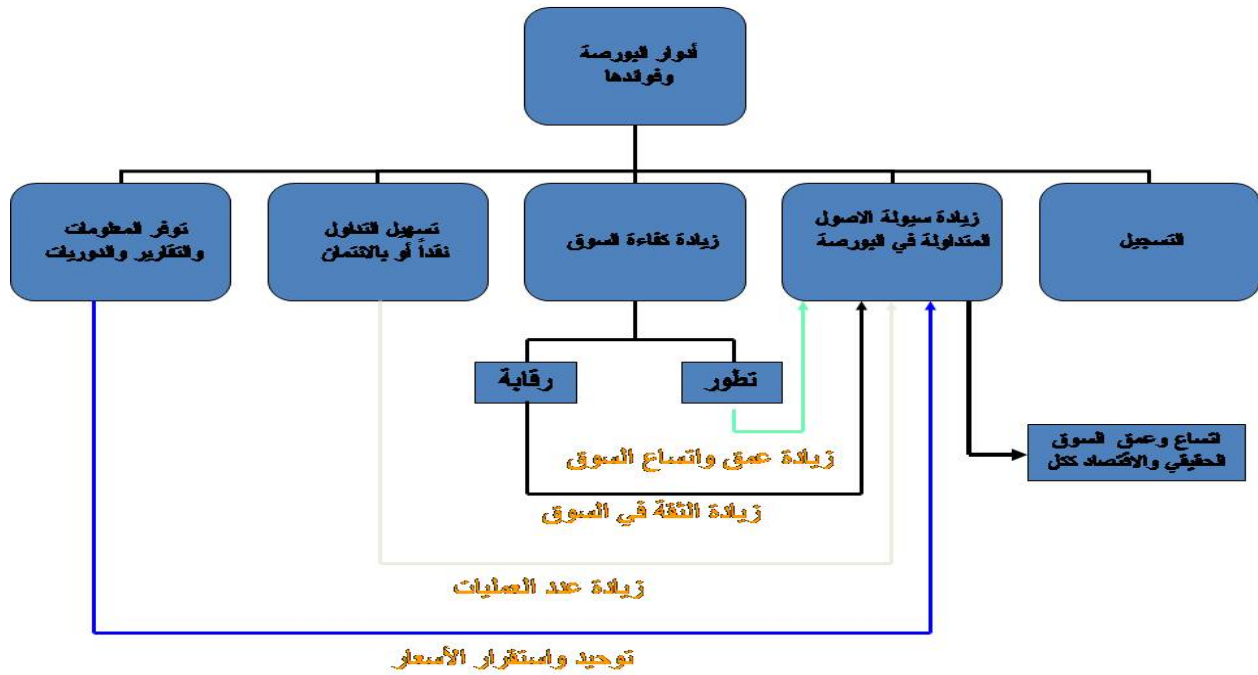 أدوار البورصة
وفوائدها
التسجيل
زيادة سيولة الاصول
المتداولة في البورصة
زيادة كفاءة السوق
تسهيل التداول
نقداً أو بالائتمان
توفر المعلومات
والتقارير والدوريات
تطور
رقابة
اتساع وعمق السوق
الحقيقي والاقتصاد ككل
زيادة عمق واتساع السوق
زيادة الثقة في السوق
زيادة عدد العمليات
توحيد واستقرار الأسعار